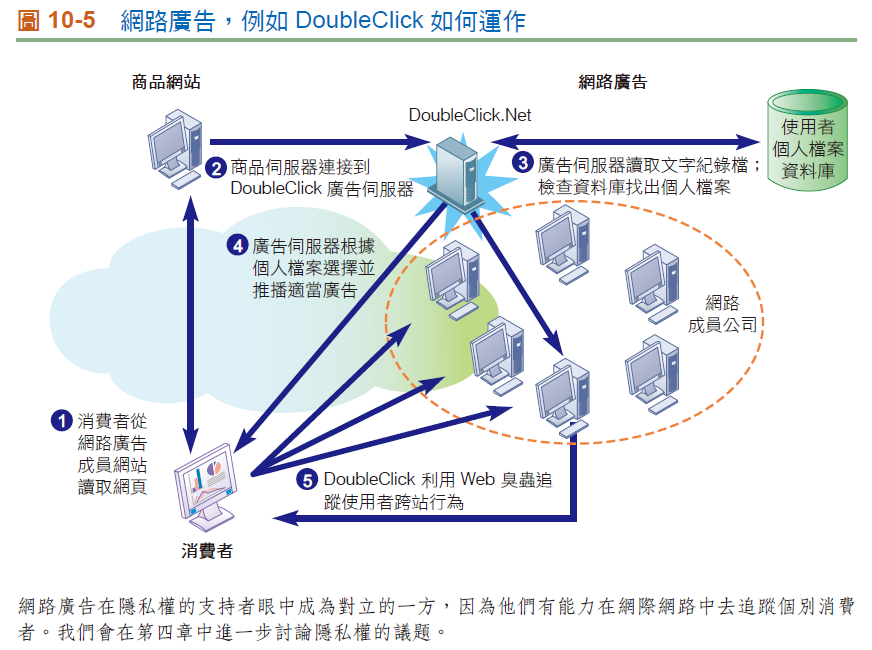 圖 10-5 網路廣告，例如 DoubleClick 如何運作
商品網站
網路廣告
DoubleClick.Net
使用者
個人檔案
資料庫
2 商品伺服器連接到
DoubleClick 廣告伺服器
3 廣告伺服器讀取文字紀錄檔；
檢查資料庫找出個人檔案
4 廣告伺服器根據
個人檔案選擇並
推播適當廣告
網路
成員公司
1 消費者從
網路廣告
成員網站
讀取網頁
5 DoubleClick 利用 Web 臭蟲追
蹤使用者跨站行為
消費者
網路廣告在隱私權的支持者眼中成為對立的一方，因為他們有能力在網際網路中去追蹤個別消費
者。我們會在第四章中進一步討論隱私權的議題。